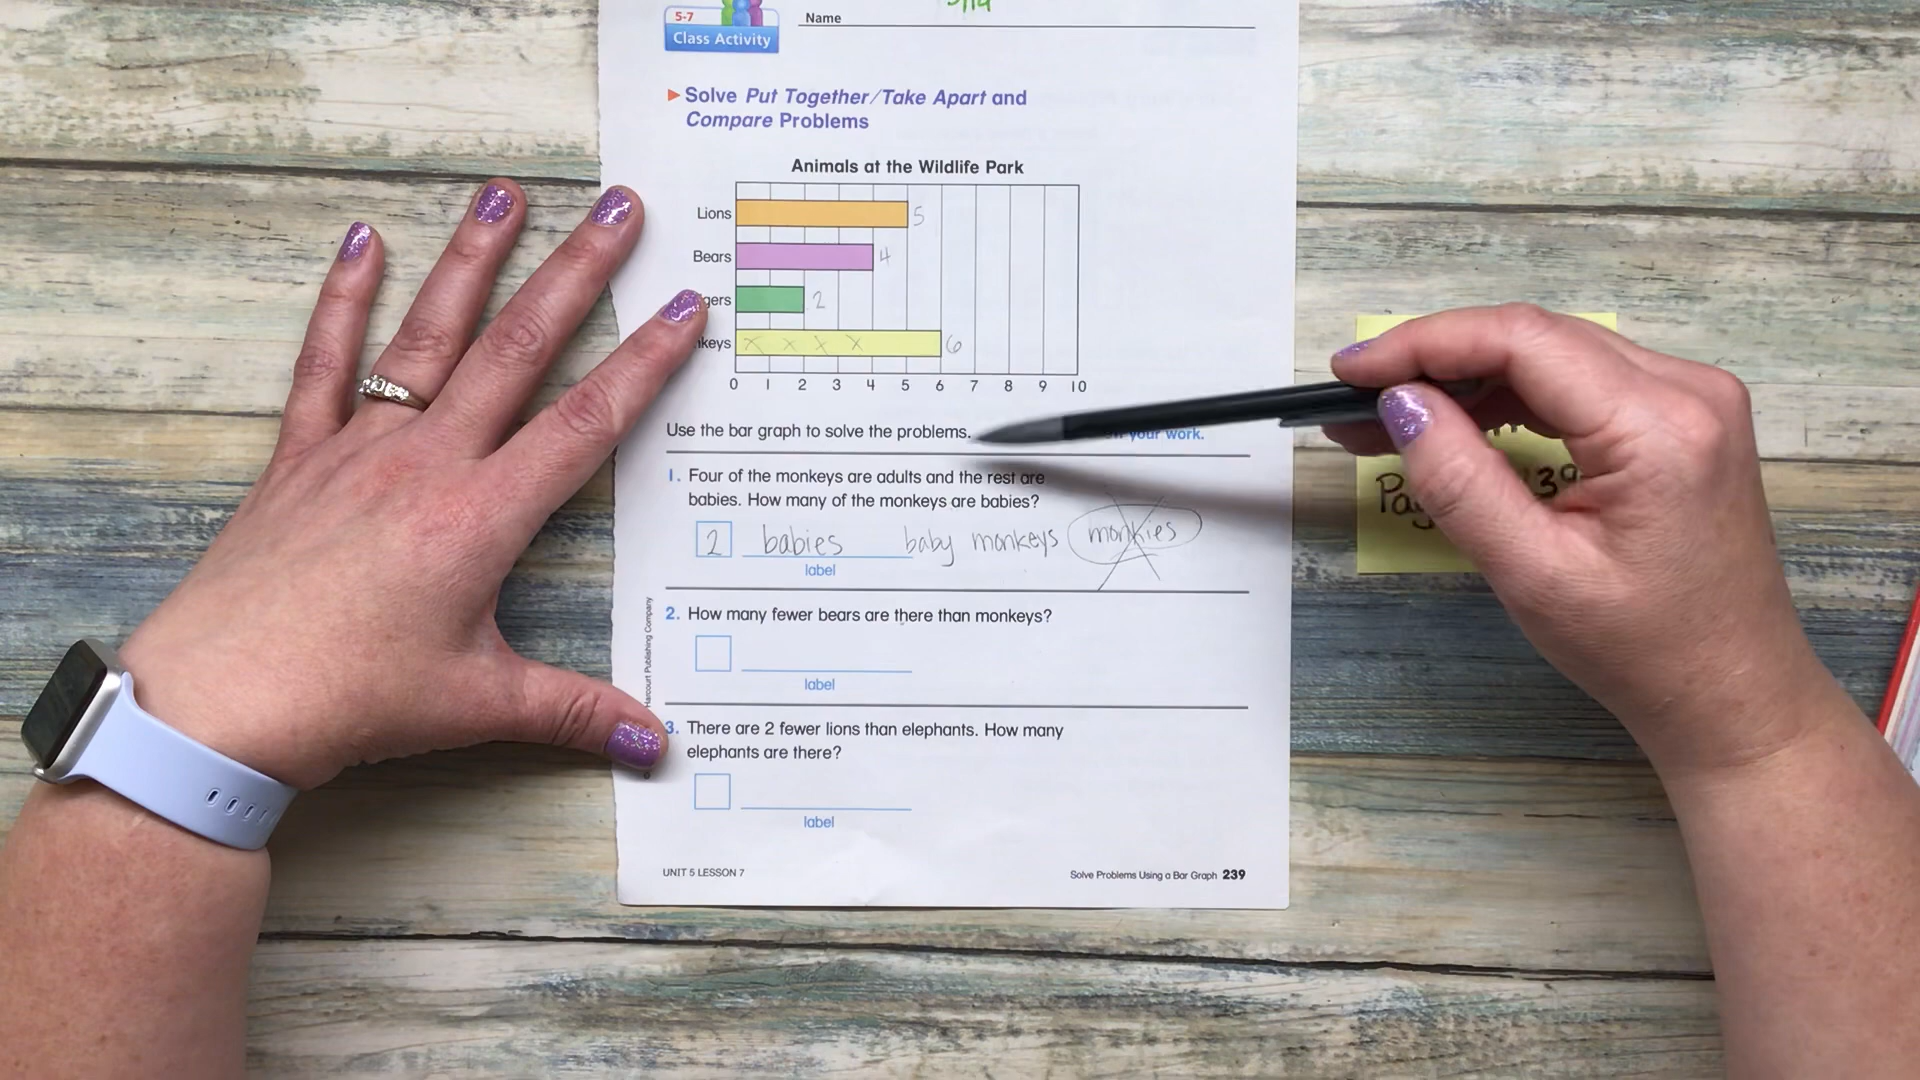 5-7
Class Activity
Name
Solve Put Together/Take Apart and
Compare Problems
Animals at the Wildlife Park
Lions 5
Bears 4
gers 2
keys x x x x 6
0 1 2 3 4 5 6 7 8 9 10
Use the bar graph to solve the problems. your work.
1. Four of the monkeys are adults and the rest are
babies. How many of the monkeys are babies?
2 babies baby monkeys monkies
label
2. How many fewer bears are there than monkeys?
label
3. There are 2 fewer lions than elephants. How many
elephants are there?
label
UNIT 5 LESSON 7
Solve Problems Using a Bar Graph 239
Harcourt Publishing Company